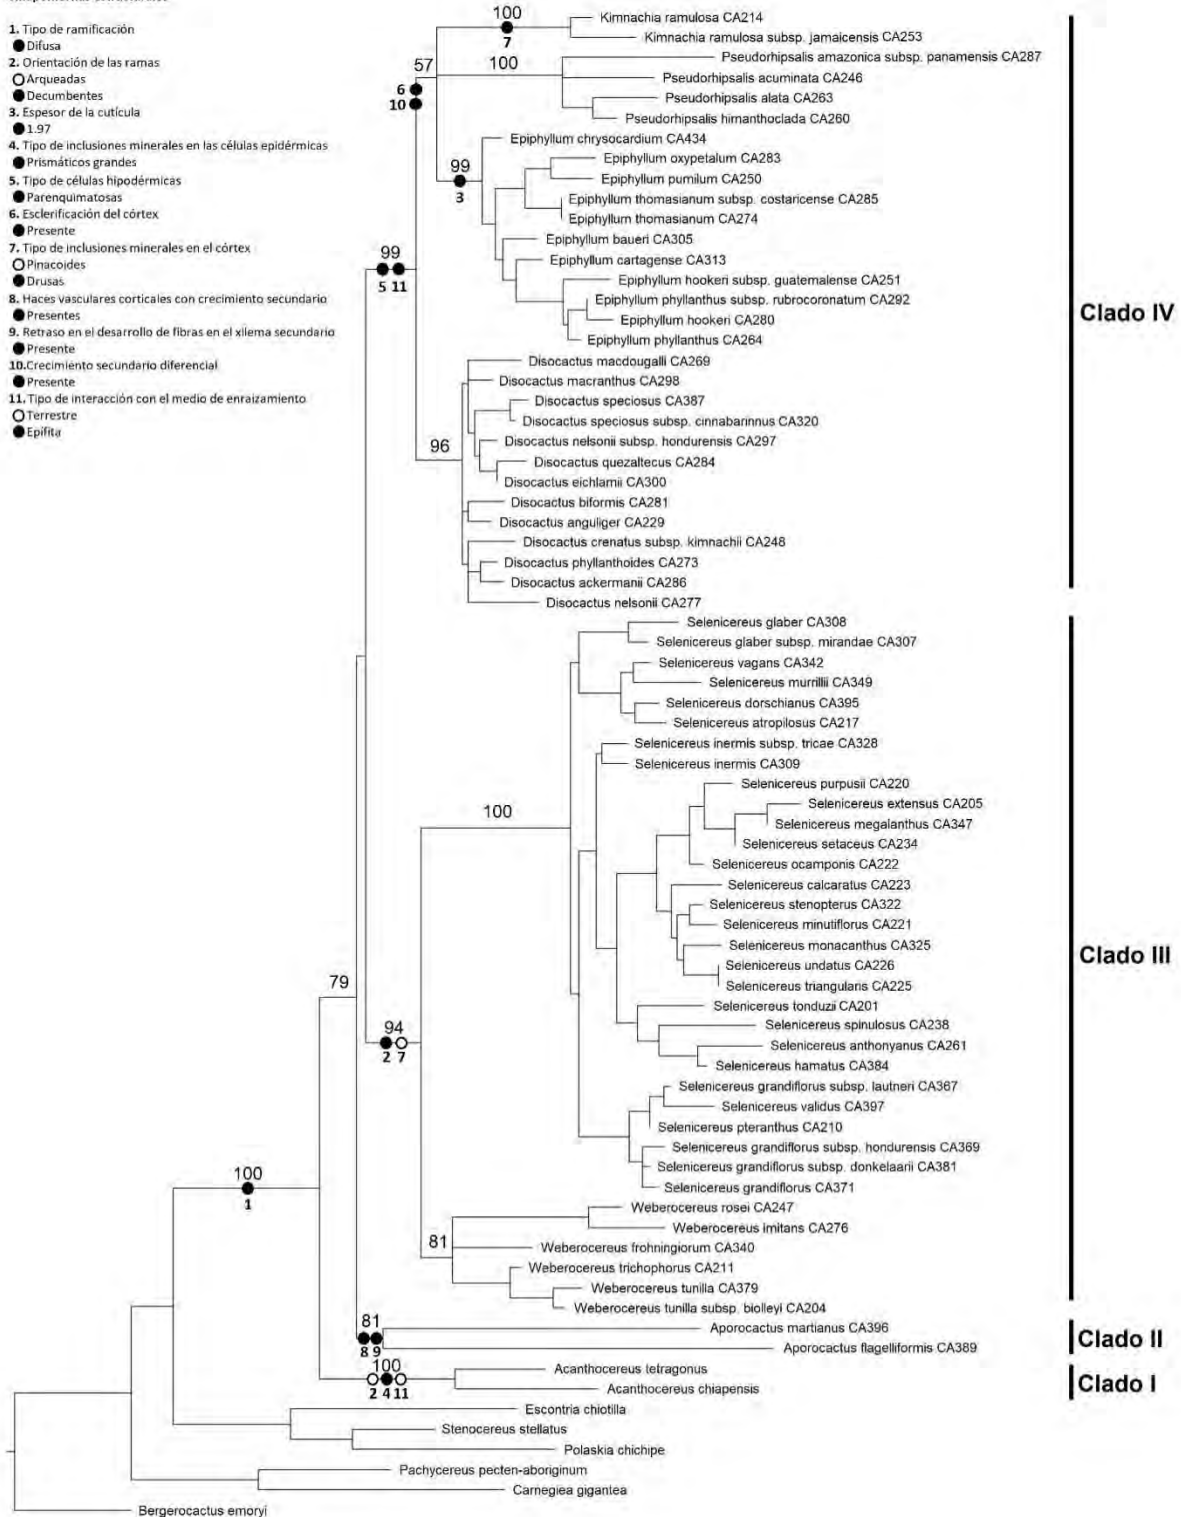 1. Tipo de ramificación
Difusa
2. Orientación de las ramas
Arqueadas
Decumbentes
3. Espesor de la cutícula
1.97
4. Tipo de inclusiones minerales en las células epidérmicas
Prismáticos grandes
5. Tipo de células hipodérmicas
Parenquimatosas
6. Esclerificación del córtex
Presente
7. Tipo de inclusiones minerales en el córtex
Pinacoides
Drusas
8. Haces vasculares corticales con crecimiento secundario
Presentes
9. Retraso en el desarrollo de fibras en el xilema secundario
Presente
10.Crecimiento secundario diferencial
Presente
11. Tipo de interacción con el medio de enraizamiento
Terrestre
Epífita
100
7
57
100
6
10
99
3
99
5 11
96
100
79
94
2 7
100
1
81
81
8 9
100
2 4 11
Kimnachia ramulosa CA214
Kimnachia ramulosa subsp. jamaicensis CA253
Pseudorhipsalis amazonica subsp. panamensis CA287
Pseudorhipsalis acuminata CA246
Pseudorhipsalis alata CA263
Pseudorhipsalis himanthoclada CA260
Epiphyllum chrysocardium CA434
Epiphyllum oxypetalum CA283
Epiphyllum pumilum CA250
Epiphyllum thomasianum subsp. costaricense CA285
Epiphyllum thomasianum CA274
Epiphyllum baueri CA305
Epiphyllum cartagense CA313
Epiphyllum hookeri subsp. guatemalense CA251
Epiphyllum phyllanthus subsp. rubrocoronatum CA292
Epiphyllum hookeri CA280
Epiphyllum phyllanthus CA264
Disocactus macdougalli CA269
Disocactus macranthus CA298
Disocactus speciosus CA387
Disocactus speciosus subsp. cinnabarinnus CA320
Disocactus nelsonii subsp. hondurensis CA297
Disocactus quezaltecus CA284
Disocactus eichlamii CA300
Disocactus biformis CA281
Disocactus anguliger CA229
Disocactus crenatus subsp. kimnachii CA248
Disocactus phyllanthoides CA273
Disocactus ackermanii CA286
Disocactus nelsonii CA277
Clado IV
Selenicereus glaber CA308
Selenicereus glaber subsp. mirandae CA307
Selenicereus vagans CA342
Selenicereus murrillii CA349
Selenicereus dorschianus CA395
Selenicereus atropilosus CA217
Selenicereus inermis subsp. tricae CA328
Selenicereus inermis CA309
Selenicereus purpusii CA220
Selenicereus extensus CA205
Selenicereus megalanthus CA347
Selenicereus setaceus CA234
Selenicereus ocamponis CA222
Selenicereus calcaratus CA223
Selenicereus stenopterus CA322
Selenicereus minutiflorus CA221
Selenicereus monacanthus CA325
Selenicereus undatus CA226
Selenicereus triangularis CA225
Selenicereus tonduzii CA201
Selenicereus spinulosus CA238
Selenicereus anthonyanus CA261
Selenicereus hamatus CA384
Selenicereus grandiflorus subsp. lautneri CA367
Selenicereus validus CA397
Selenicereus pteranthus CA210
Selenicereus grandiflorus subsp. hondurensis CA369
Selenicereus grandiflorus subsp. donkelaarii CA381
Selenicereus grandiflorus CA371
Weberocereus rosei CA247
Weberocereus imitans CA276
Weberocereus frohningiorum CA340
Weberocereus trichophorus CA211
Weberocereus tunilla CA379
Weberocereus tunilla subsp. biolleyi CA204
Clado III
Aporocactus martianus CA396
Aporocactus flagelliformis CA389
Clado II
Acanthocereus tetragonus
Acanthocereus chiapensis
Clado I
Escontria chiotilla
Stenocereus stellatus
Polaskia chichipe
Pachycereus pecten-aboriginum
Carnegiea gigantea
Bergerocactus emoryi